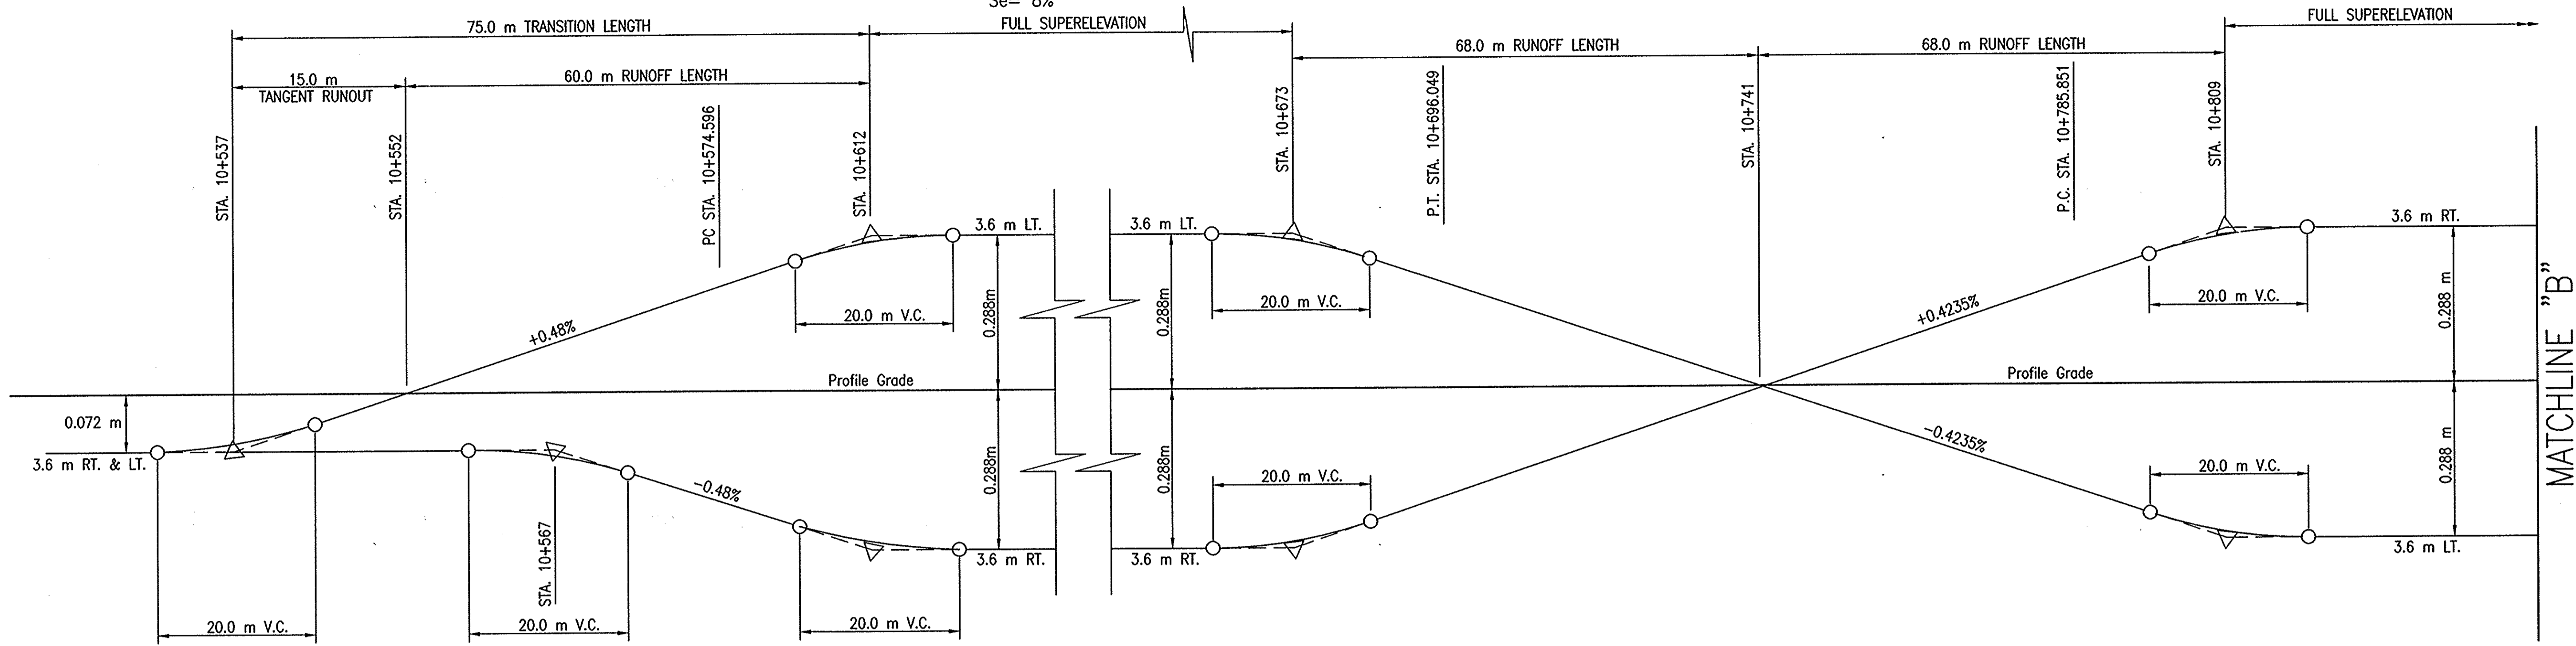 3e= 8%
75.0 m TRANSITION LENGTH
FULL SUPERELEVATION
FULL SUPERELEVATION
68.0 m RUNOFF LENGTH
68.0 m RUNOFF LENGTH
15.0 m
TANGENT RUNOUT
60.0 m RUNOFF LENGTH
STA. 10+537
STA. 10+552
PC STA. 10+574.596
STA. 10+612
STA. 10+673
P.T. STA. 10+696.049
STA. 10+741
P.C. STA. 10+785.851
STA. 10+809
3.6 m LT.
3.6 m LT.
3.6 m RT.
20.0 m V.C.
20.0 m V.C.
20.0 m V.C.
0.288m
0.288m
0.288 m
+0.48%
+0.4235%
Profile Grade
Profile Grade
0.072 m
3.6 m RT. & LT.
-0.48%
-0.4235%
STA. 10+567
0.288m
0.288m
0.288 m
20.0 m V.C.
20.0 m V.C.
3.6 m RT.
3.6 m RT.
3.6 m LT.
20.0 m V.C.
20.0 m V.C.
20.0 m V.C.
MATCHLINE "B"